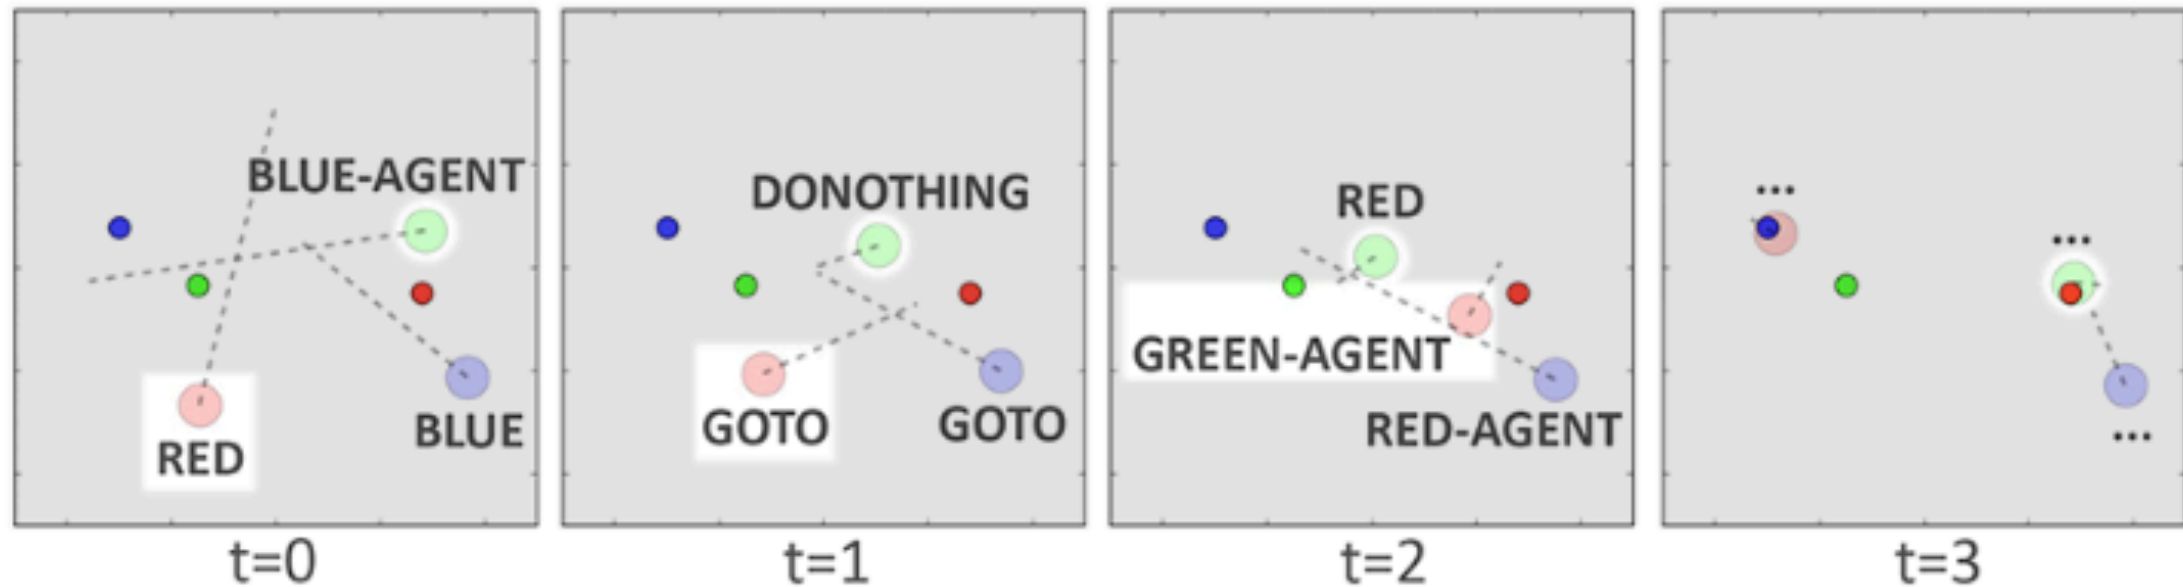 BLUE-AGENT
RED
BLUE
t=0
DONOTHING
GOTO
GOTO
t=1
RED
GREEN-AGENT
RED-AGENT
t=2
...
...
...
t=3